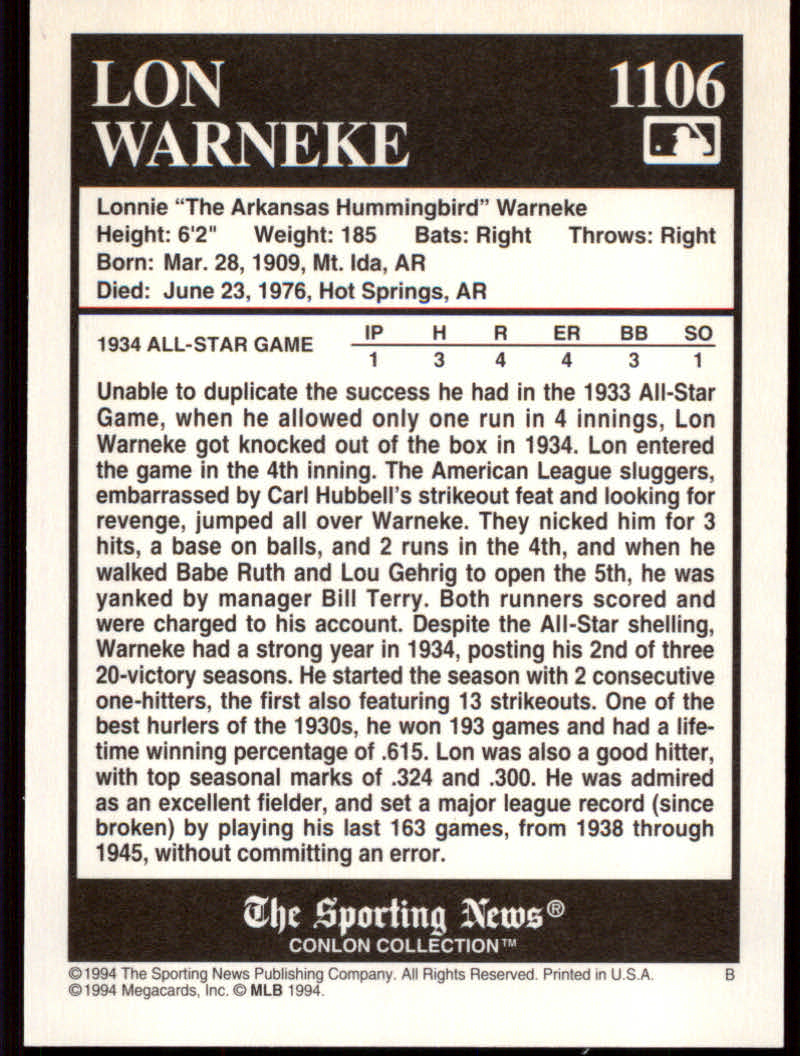 LON 1106
WARNEKE
Lonnie “The Arkansas Hummingbird” Warneke
Height: 6'2" Weight: 185 Bats: Right Throws: Right
Born: Mar. 28, 1909, Mt. Ida, AR
Died: June 23, 1976, Hot Springs, AR
1934 ALL-STAR GAME IP H R ER BB SO
1 3 4 4 3 1
Unable to duplicate the success he had in the 1933 All-Star
Game, when he allowed only one run in 4 innings, Lon
Warneke got knocked out of the box in 1934. Lon entered
the game in the 4th inning. The American League sluggers,
embarrassed by Carl Hubbell's strikeout feat and looking for
revenge, jumped all over Warneke. They nicked him for 3
hits, a base on balls, and 2 runs in the 4th, and when he
walked Babe Ruth and Lou Gehrig to open the 5th, he was
yanked by manager Bill Terry. Both runners scored and
were charged to his account. Despite the All-Star shelling,
Warneke had a strong year in 1934, posting his 2nd of three
20-victory seasons. He started the season with 2 consecutive
one-hitters, the first also featuring 13 strikeouts. One of the
best hurlers of the 1930s, he won 193 games and had a life-
time winning percentage of .615. Lon was also a good hitter,
with top seasonal marks of .324 and .300. He was admired
as an excellent fielder, and set a major league record (since
broken) by playing his last 163 games, from 1938 through
1945, without committing an error.
The Sporting News®
CONLON COLLECTION™
©1994 The Sporting News Publishing Company. All Rights Reserved. Printed in U.S.A. B
©1994 Megacards, Inc. © MLB 1994.